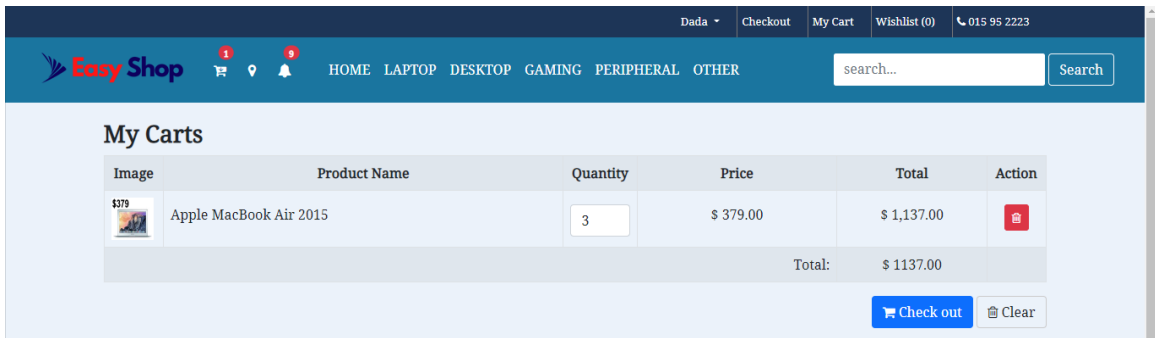 Dada Checkout My Cart Wishlist (0) 015 95 2223
Easy Shop 1 9 HOME LAPTOP DESKTOP GAMING PERIPHERAL OTHER search... Search
My Carts
Image Product Name Quantity Price Total Action
$379 Apple MacBook Air 2015 3 $ 379.00 $ 1,137.00
Total: $ 1137.00
Check out Clear